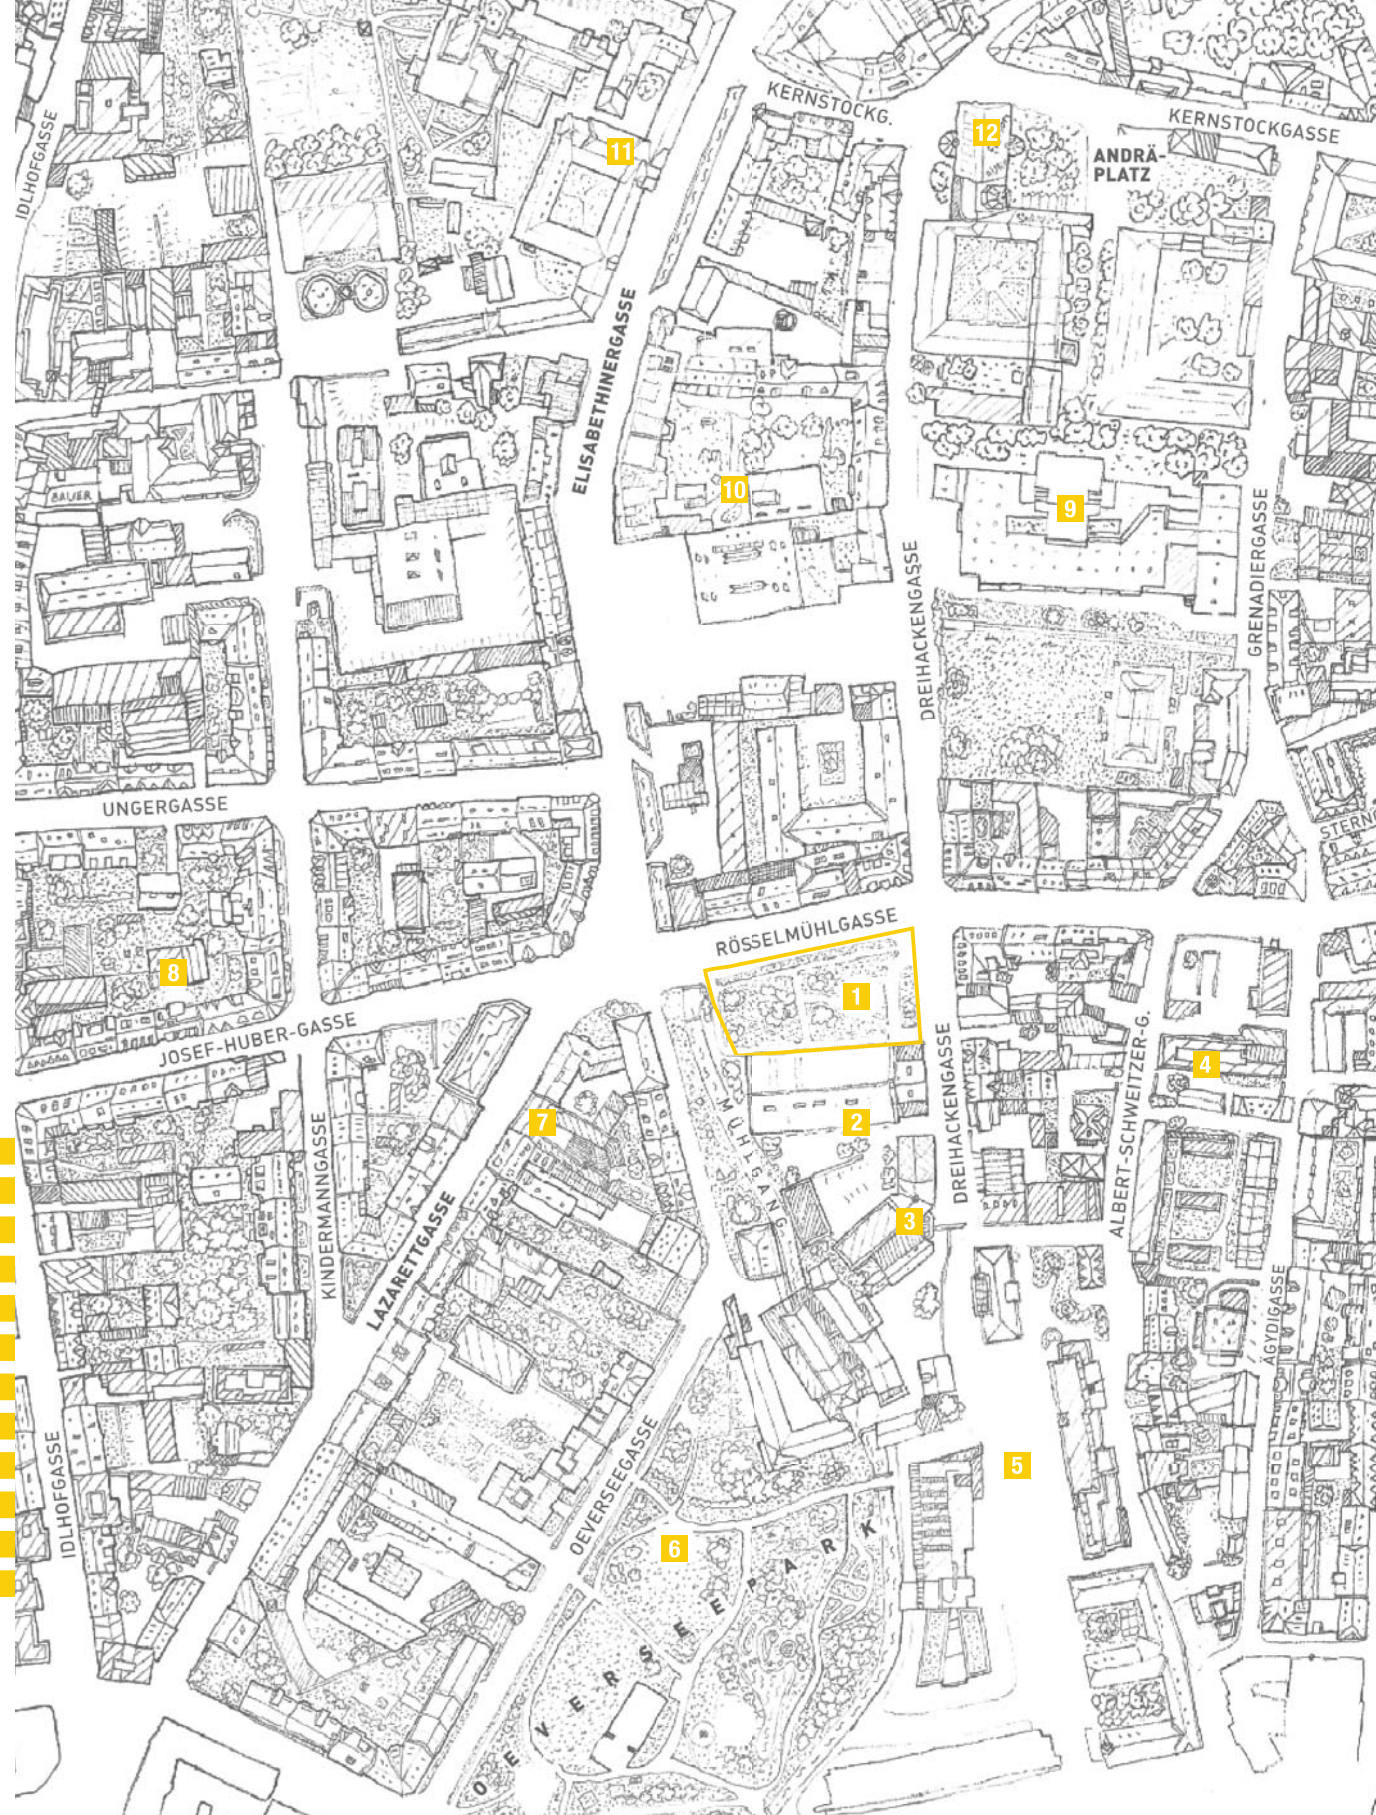 KERNSTOCKG.
KERNSTOCKGASSE
12
ANDRÄ-
PLATZ
11
IDLHOFGASSE
ELISABETHINERGASSE
10
9
BAUER
GRENADIERGASSE
DREIHACKENGASSE
UNGERGASSE
RÖSSELMÜHLGASSE
8
1
JOSEF-HUBER-GASSE
4
7
MÜHLGANG
2
DREIHACKENGASSE
ALBERT-SCHWEITZER-G.
3
KINDERMANNGASSE
LAZARETTGASSE
ÄGYDIGASSE
IDLHOFGASSE
OEVERSEEGASSE
5
6
OEVERSEEPARK